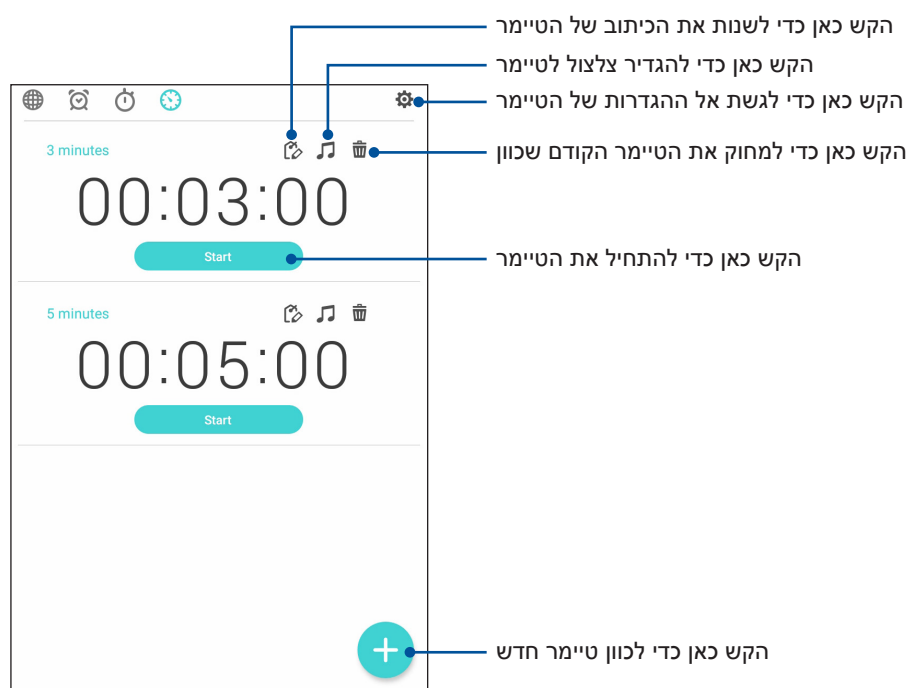 הקש כאן כדי לשנות את הכיתוב של הטיימר
הקש כאן כדי להגדיר צלצול לטיימר
הקש כאן כדי לגשת אל ההגדרות של הטיימר
הקש כאן כדי למחוק את הטיימר הקודם שכוון
3 minutes
00:03:00
Start
הקש כאן כדי להתחיל את הטיימר
5 minutes
00:05:00
Start
הקש כאן כדי לכוון טיימר חדש